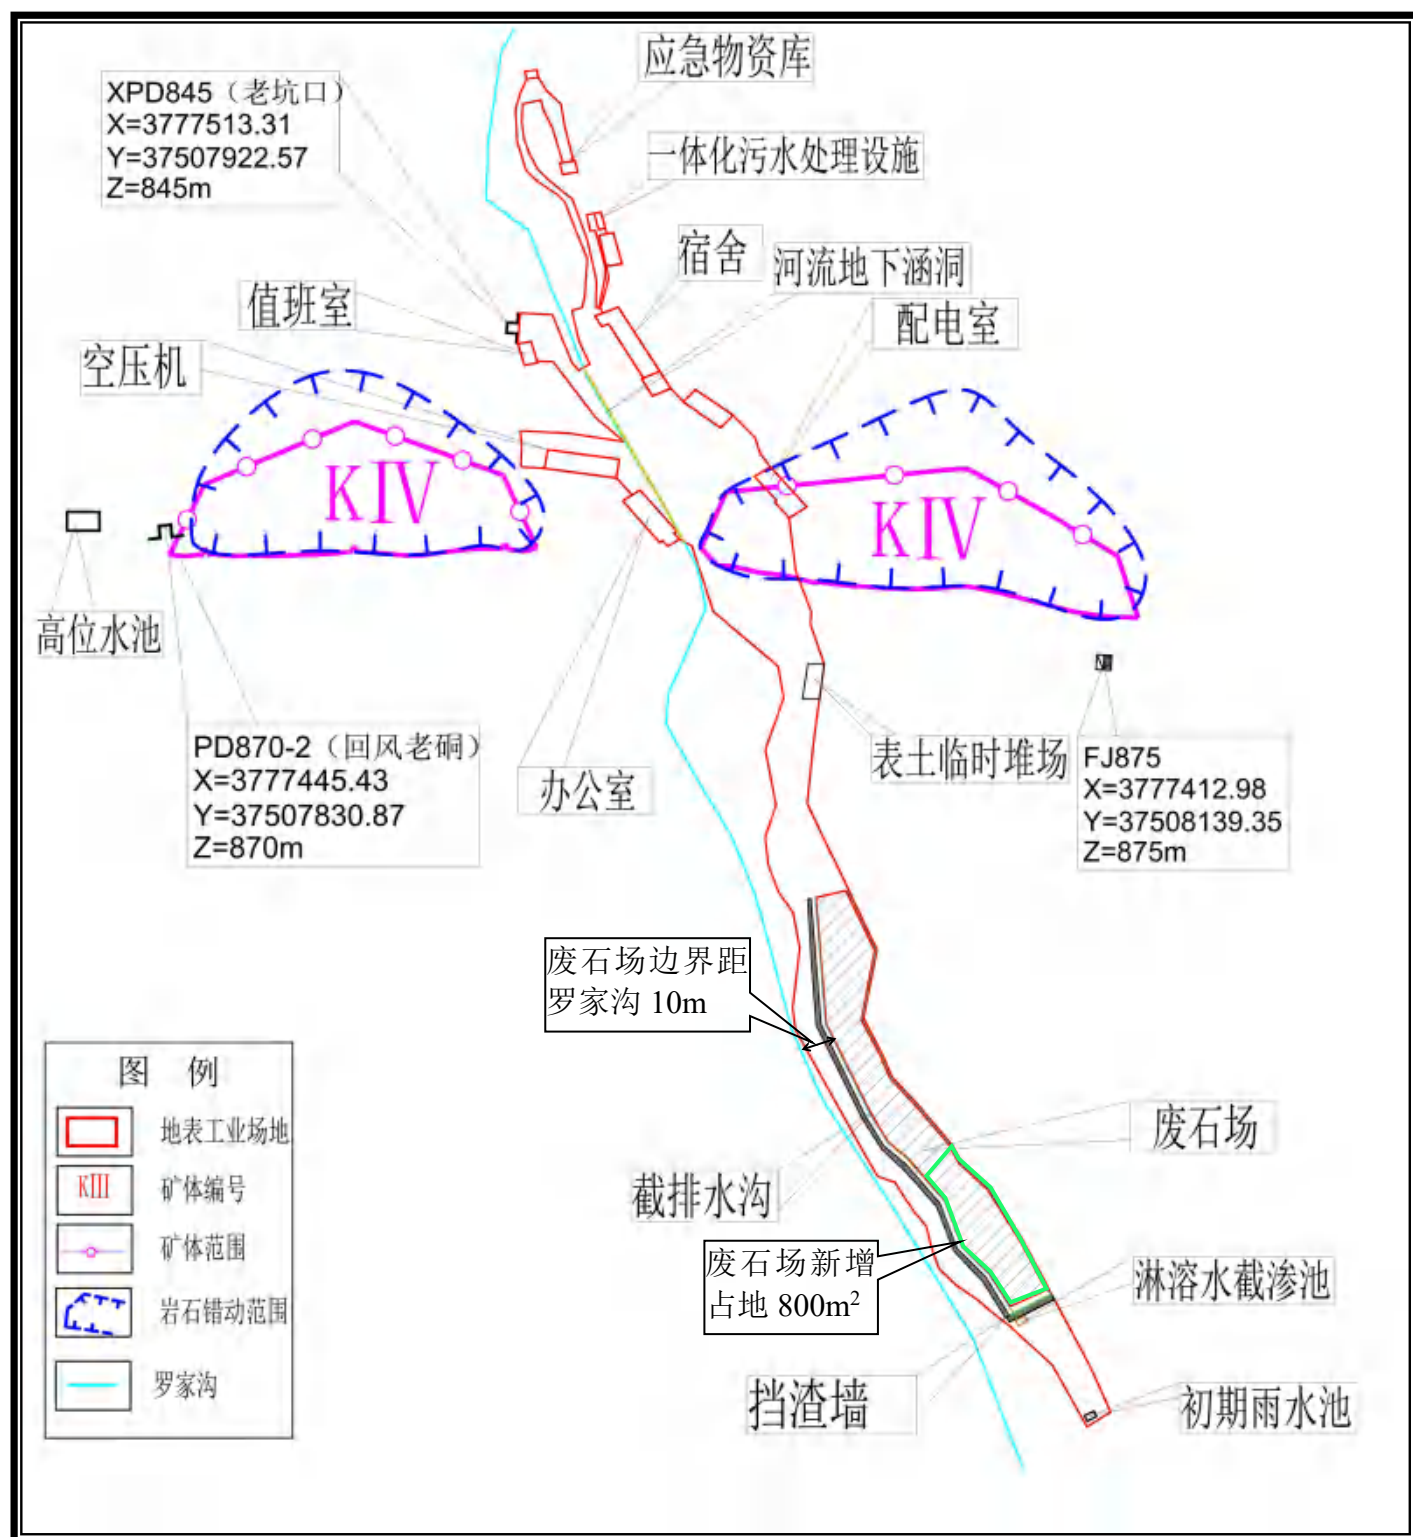 应急物资库
XPD845（老坑口）
X=3777513.31
Y=37507922.57
Z=845m
一体化污水处理设施
宿舍
河流地下涵洞
值班室
配电室
空压机
KIV
KIV
高位水池
PD870-2（回风老硐）
X=3777445.43
Y=37507830.87
Z=870m
办公室
表土临时堆场
FJ875
X=3777412.98
Y=37508139.35
Z=875m
废石场边界距
罗家沟 10m
废石场
截排水沟
废石场新增
占地 800m²
淋溶水截渗池
挡渣墙
初期雨水池
图 例
地表工业场地
KIII
矿体编号
矿体范围
岩石错动范围
罗家沟